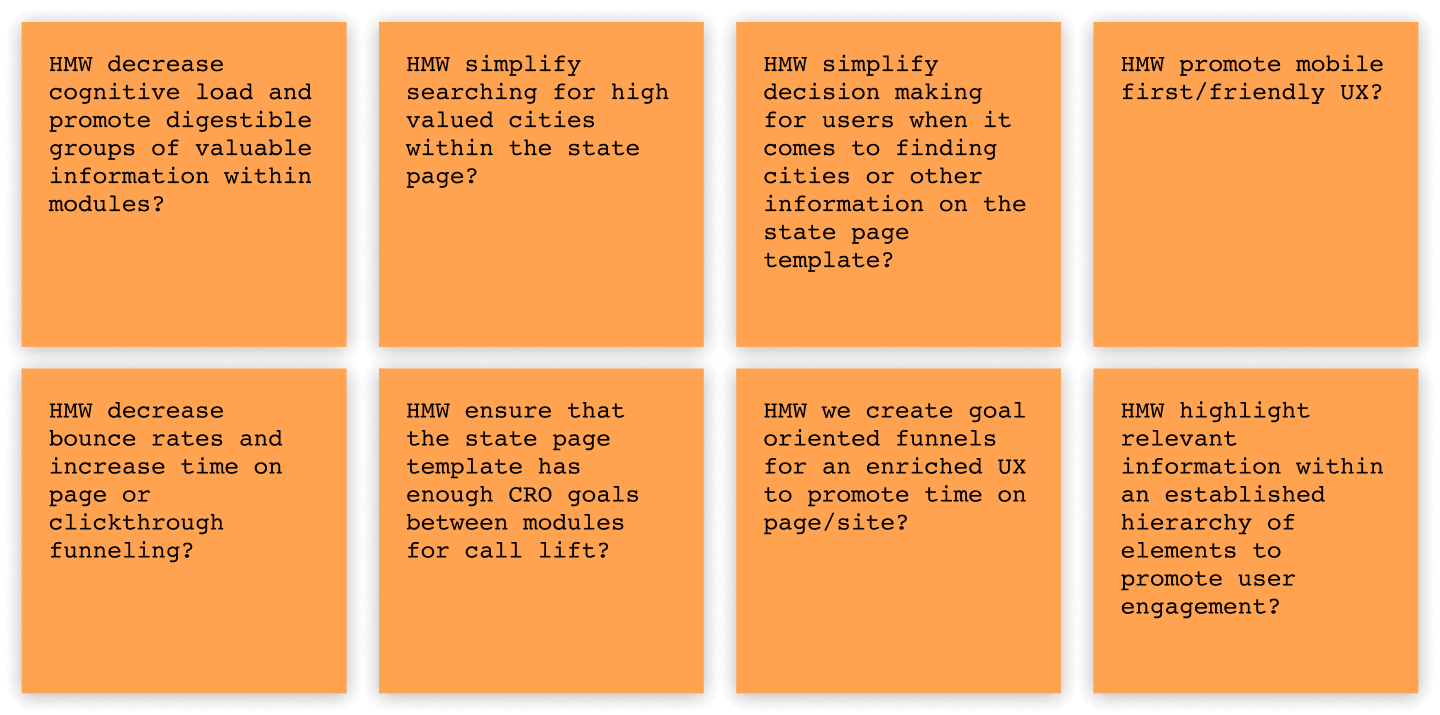 HMW decrease
cognitive load and
promote digestible
groups of valuable
information within
modules?
HMW simplify
searching for high
valued cities
within the state
page?
HMW simplify
decision making
for users when it
comes to finding
cities or other
information on the
state page
template?
HMW promote mobile
first/friendly UX?
HMW decrease
bounce rates and
increase time on
page or
clickthrough
funneling?
HMW ensure that
the state page
template has
enough CRO goals
between modules
for call lift?
HMW we create goal
oriented funnels
for an enriched UX
to promote time on
page/site?
HMW highlight
relevant
information within
an established
hierarchy of
elements to
promote user
engagement?